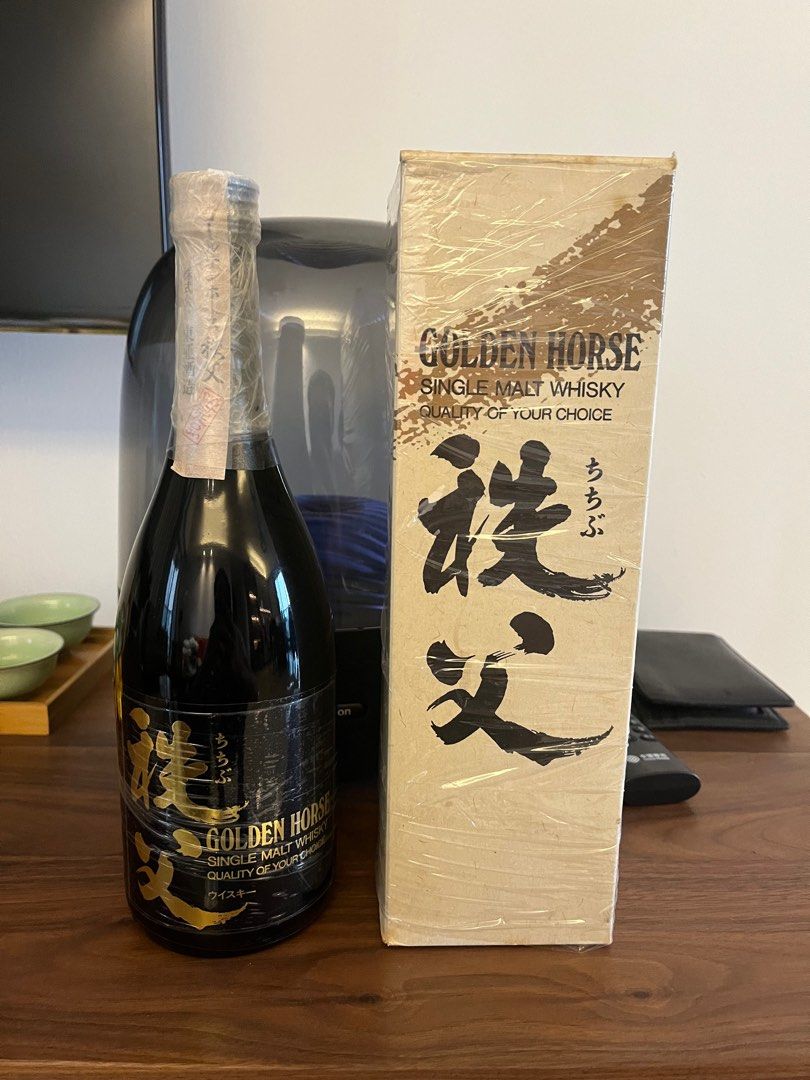 秩父
ちちぶ
GOLDEN HORSE
SINGLE MALT WHISKY
QUALITY OF YOUR CHOICE
ウイスキー
GOLDEN HORSE
SINGLE MALT WHISKY
QUALITY OF YOUR CHOICE
ちちぶ
秩父
on